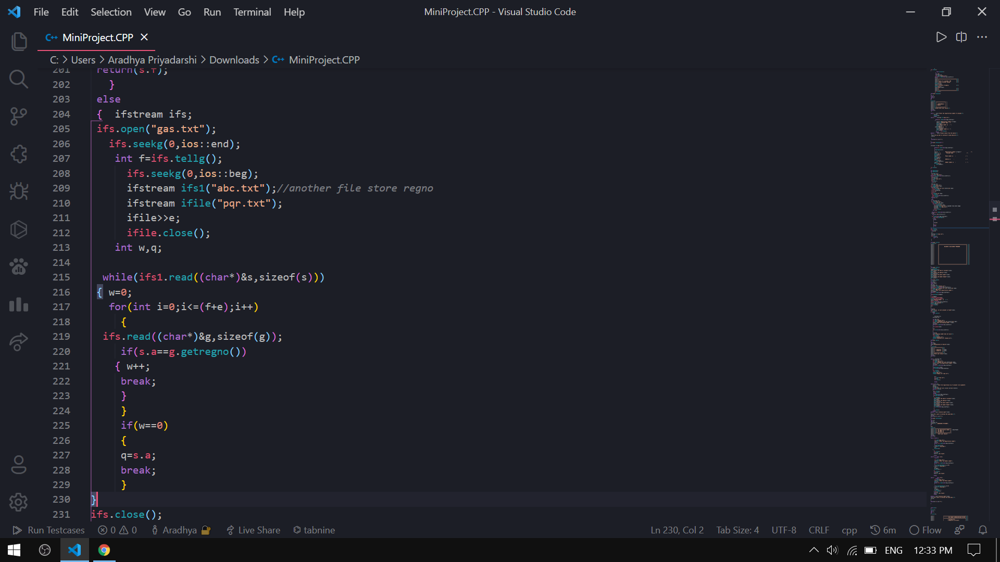 File Edit Selection View Go Run Terminal Help MiniProject.CPP - Visual Studio Code
C++ MiniProject.CPP
C: > Users > Aradhya Priyadarshi > Downloads > C++ MiniProject.CPP
201 return(s.f);
202 }
203 else
204 { ifstream ifs;
205 ifs.open("gas.txt");
206 ifs.seekg(0,ios::end);
207 int f=ifs.tellg();
208 ifs.seekg(0,ios::beg);
209 ifstream ifs1("abc.txt");//another file store regno
210 ifstream ifile("pqr.txt");
211 ifile>>e;
212 ifile.close();
213 int w,q;
214
215 while(ifs1.read((char*)&s,sizeof(s)))
216 { w=0;
217 for(int i=0;i<=(f+e);i++)
218 {
219 ifs.read((char*)&g,sizeof(g));
220 if(s.a==g.getregno())
221 { w++;
222 break;
223 }
224 }
225 if(w==0)
226 {
227 q=s.a;
228 break;
229 }
230 }
231 ifs.close();
Run Testcases 0 0 Aradhya Live Share tabnine Ln 230, Col 2 Tab Size: 4 UTF-8 CRLF cpp 6m Flow
ENG 12:33 PM